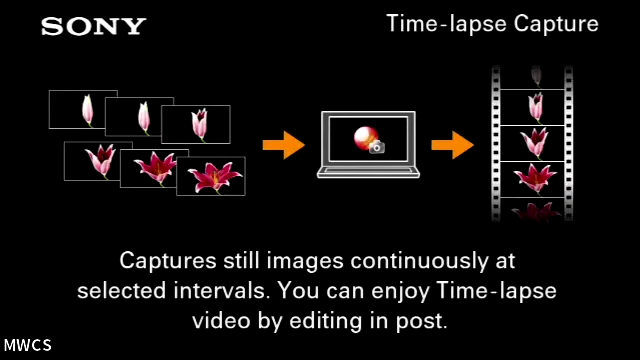 SONY
Time-lapse Capture
Captures still images continuously at
selected intervals. You can enjoy Time-lapse
video by editing in post.
MWCS